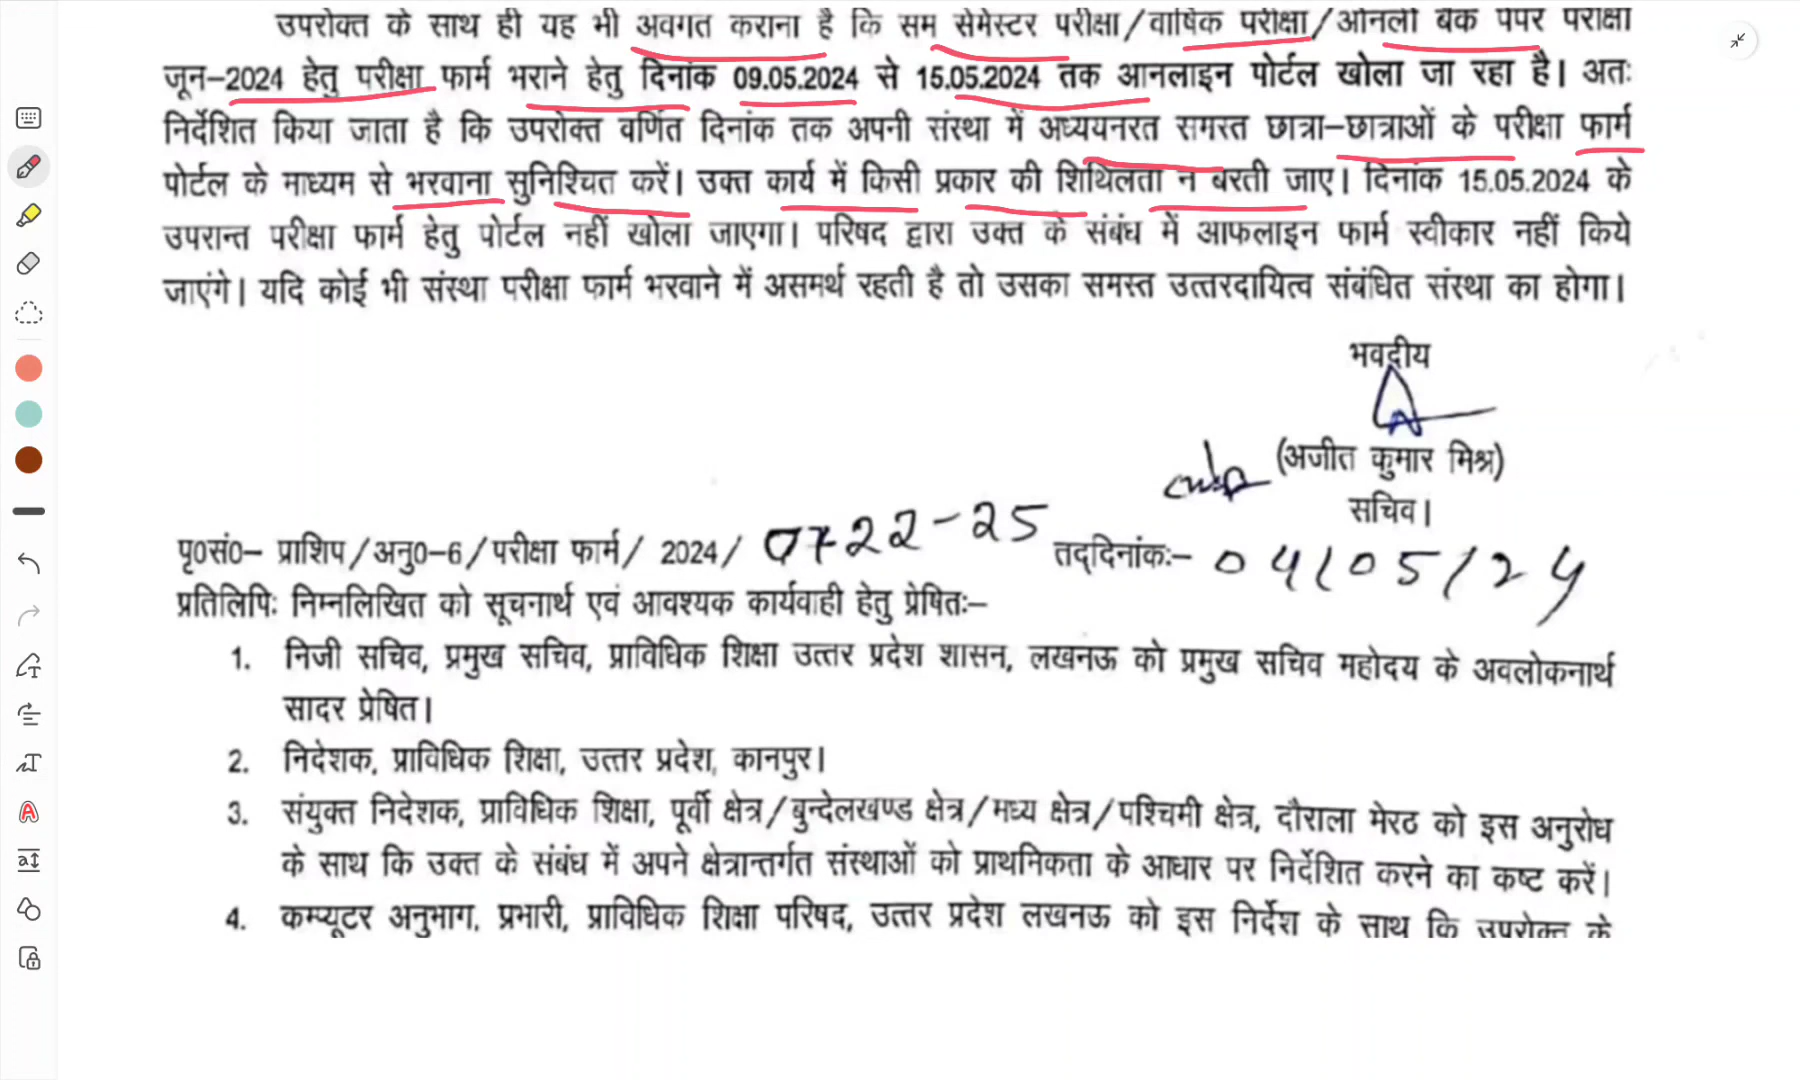 उपरोक्त के साथ ही यह भी अवगत कराना है कि सम सेमेस्टर परीक्षा/वार्षिक परीक्षा/ओनली बैक पेपर परीक्षा
जून–2024 हेतु परीक्षा फार्म भराने हेतु दिनांक 09.05.2024 से 15.05.2024 तक आनलाइन पोर्टल खोला जा रहा है। अतः
निर्देशित किया जाता है कि उपरोक्त वर्णित दिनांक तक अपनी संस्था में अध्ययनरत समस्त छात्रा–छात्राओं के परीक्षा फार्म
पोर्टल के माध्यम से भरवाना सुनिश्चित करें। उक्त कार्य में किसी प्रकार की शिथिलता न बरती जाए। दिनांक 15.05.2024 के
उपरान्त परीक्षा फार्म हेतु पोर्टल नहीं खोला जाएगा। परिषद द्वारा उक्त के संबंध में आफलाइन फार्म स्वीकार नहीं किये
जाएंगे। यदि कोई भी संस्था परीक्षा फार्म भरवाने में असमर्थ रहती है तो उसका समस्त उत्तरदायित्व संबंधित संस्था का होगा।
भवदीय
(अजीत कुमार मिश्र)
सचिव।
पृ0सं0– प्राशिप/अनु0–6/परीक्षा फार्म/ 2024/ 0722-25 तद्दिनांकः– 04/05/24
प्रतिलिपिः निम्नलिखित को सूचनार्थ एवं आवश्यक कार्यवाही हेतु प्रेषितः–
1. निजी सचिव, प्रमुख सचिव, प्राविधिक शिक्षा उत्तर प्रदेश शासन, लखनऊ को प्रमुख सचिव महोदय के अवलोकनार्थ
सादर प्रेषित।
2. निदेशक, प्राविधिक शिक्षा, उत्तर प्रदेश, कानपुर।
3. संयुक्त निदेशक, प्राविधिक शिक्षा, पूर्वी क्षेत्र/बुन्देलखण्ड क्षेत्र/मध्य क्षेत्र/पश्चिमी क्षेत्र, दौराला मेरठ को इस अनुरोध
के साथ कि उक्त के संबंध में अपने क्षेत्रान्तर्गत संस्थाओं को प्राथनिकता के आधार पर निर्देशित करने का कष्ट करें।
4. कम्प्यूटर अनुभाग, प्रभारी, प्राविधिक शिक्षा परिषद, उत्तर प्रदेश लखनऊ को इस निर्देश के साथ कि उपरोक्त के